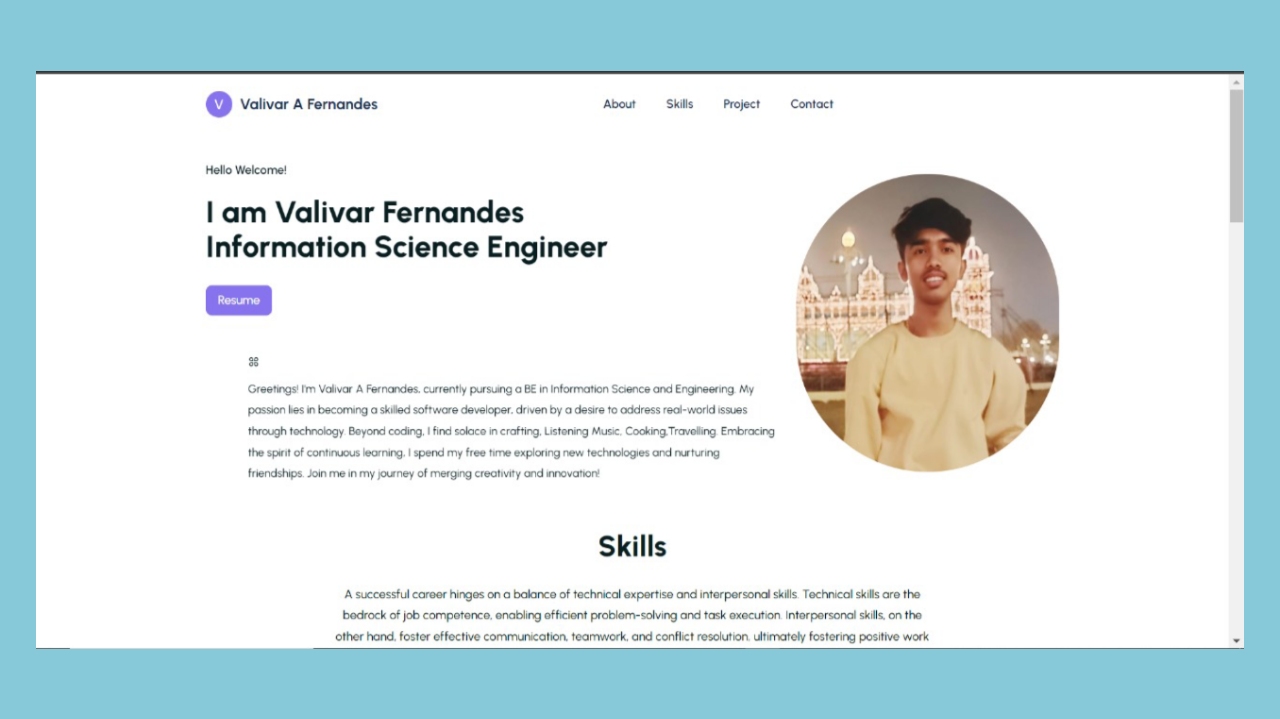 V Valivar A Fernandes About Skills Project Contact
Hello Welcome!
I am Valivar Fernandes
Information Science Engineer
Resume
Greetings! I'm Valivar A Fernandes, currently pursuing a BE in Information Science and Engineering. My
passion lies in becoming a skilled software developer, driven by a desire to address real-world issues
through technology. Beyond coding, I find solace in crafting, Listening Music, Cooking,Travelling. Embracing
the spirit of continuous learning, I spend my free time exploring new technologies and nurturing
friendships. Join me in my journey of merging creativity and innovation!
Skills
A successful career hinges on a balance of technical expertise and interpersonal skills. Technical skills are the
bedrock of job competence, enabling efficient problem-solving and task execution. Interpersonal skills, on the
other hand, foster effective communication, teamwork, and conflict resolution, ultimately fostering positive work